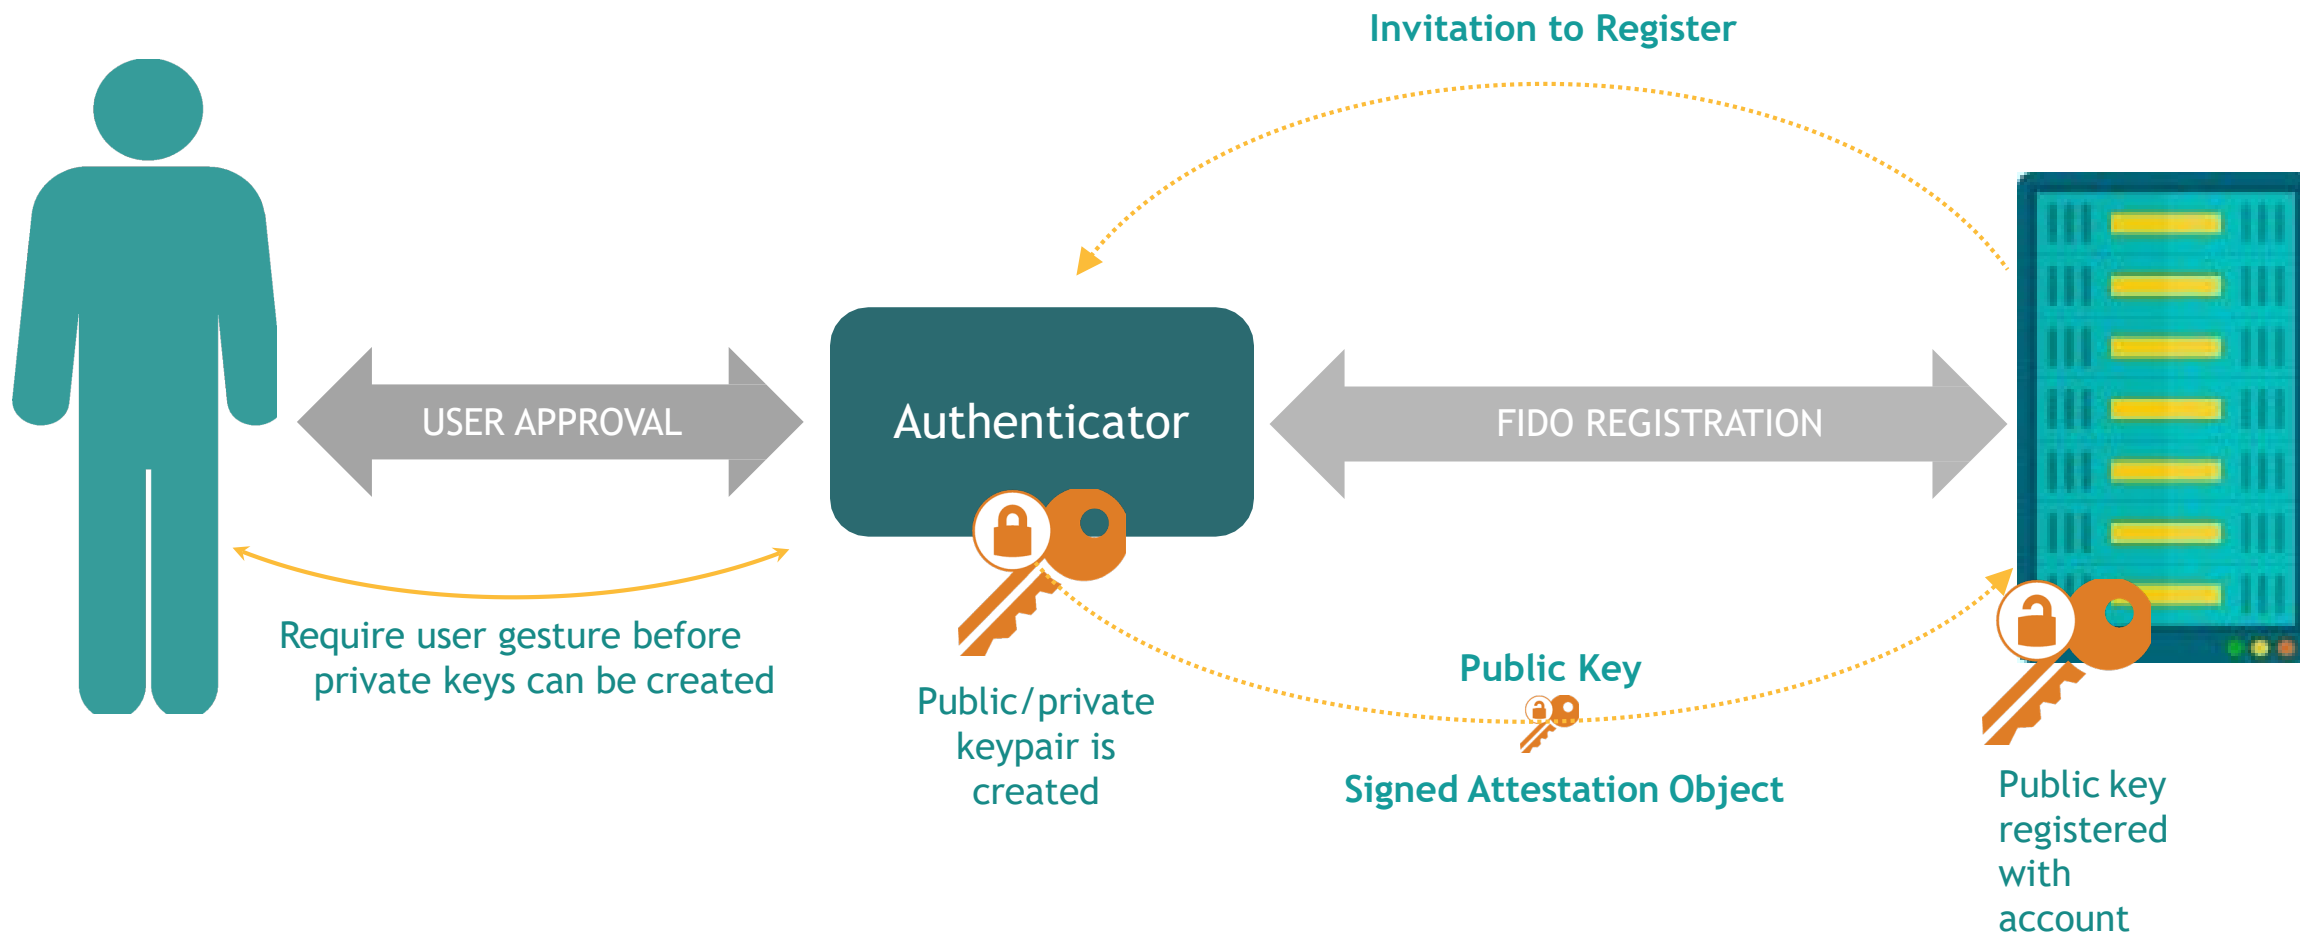 Invitation to Register
USER APPROVAL
Authenticator
FIDO REGISTRATION
Require user gesture before
private keys can be created
Public/private
keypair is
created
Public Key
Signed Attestation Object
Public key
registered
with
account